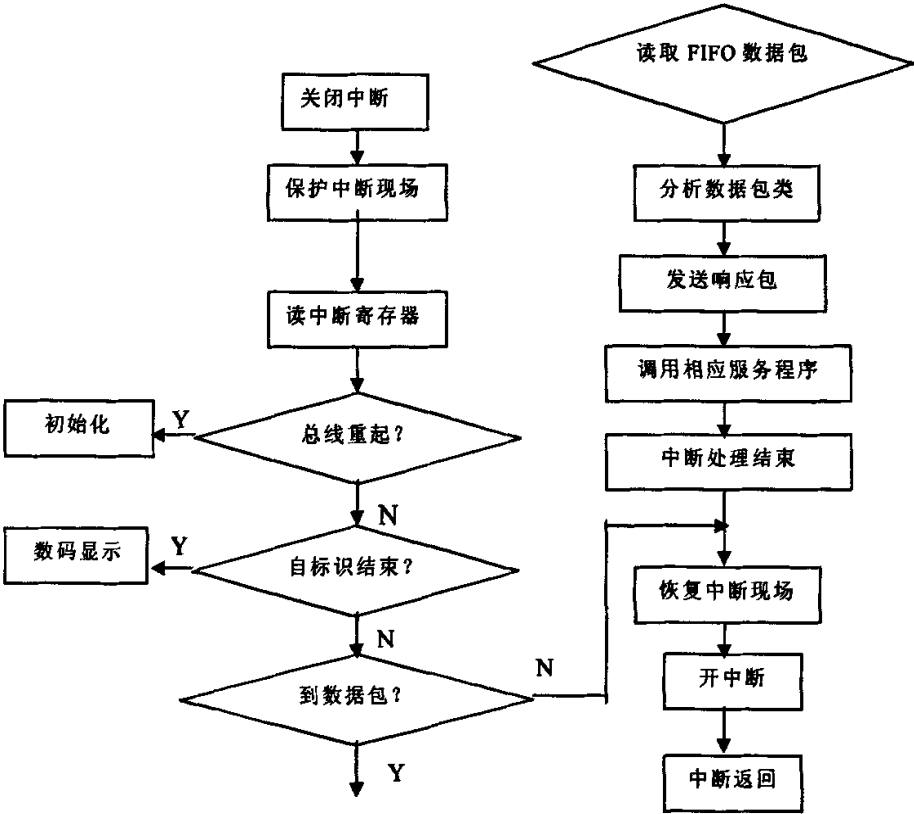 关闭中断
保护中断现场
读中断寄存器
总线重起？
Y
初始化
N
自标识结束？
Y
数码显示
N
到数据包？
N
Y
读取 FIFO 数据包
分析数据包类
发送响应包
调用相应服务程序
中断处理结束
恢复中断现场
开中断
中断返回